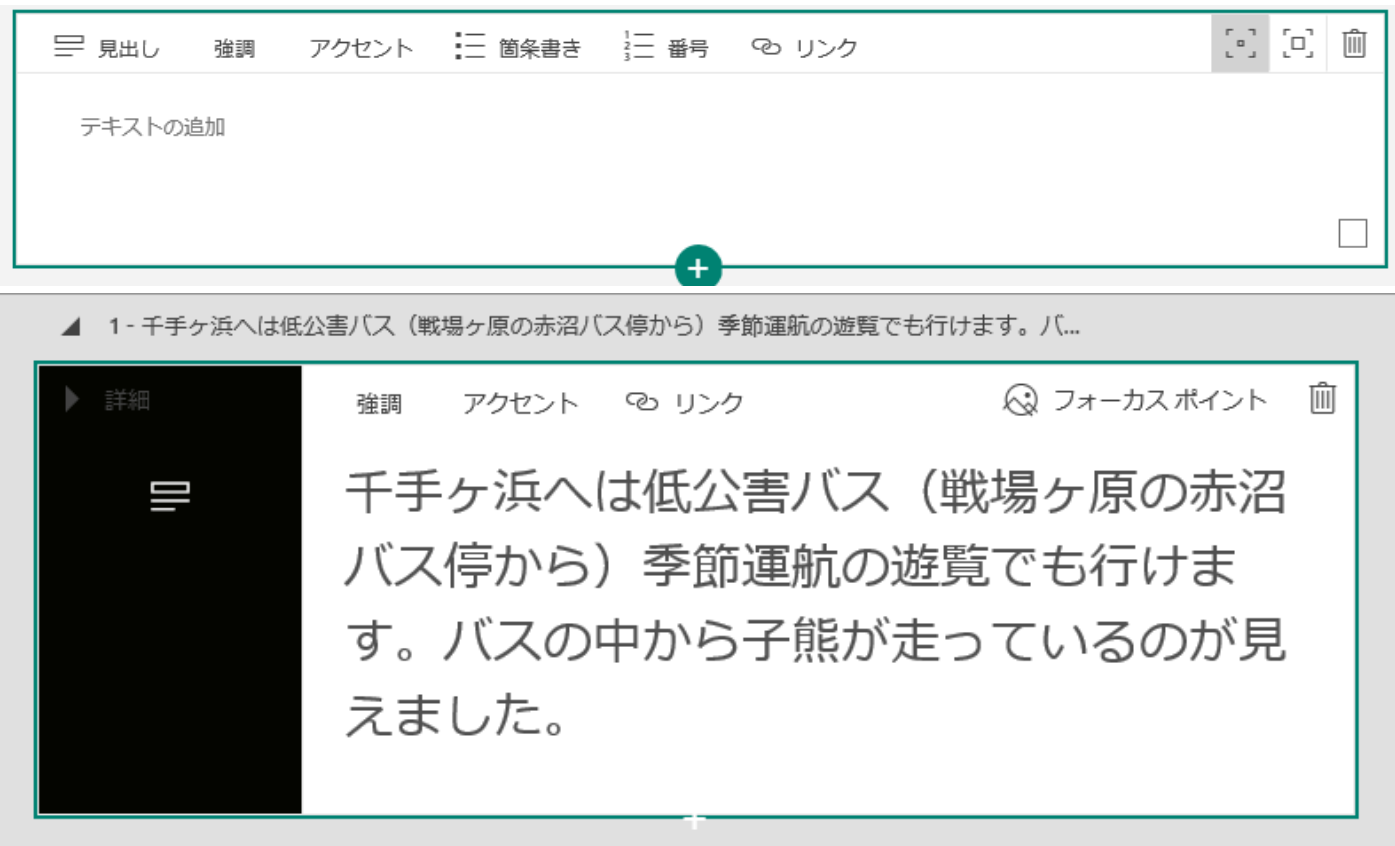 見出し 強調 アクセント 箇条書き 番号 リンク
テキストの追加
1 - 千手ヶ浜へは低公害バス（戦場ヶ原の赤沼バス停から）季節運航の遊覧でも行けます。バ...
詳細 強調 アクセント リンク フォーカス ポイント
千手ヶ浜へは低公害バス（戦場ヶ原の赤沼
バス停から）季節運航の遊覧でも行けま
す。バスの中から子熊が走っているのが見
えました。